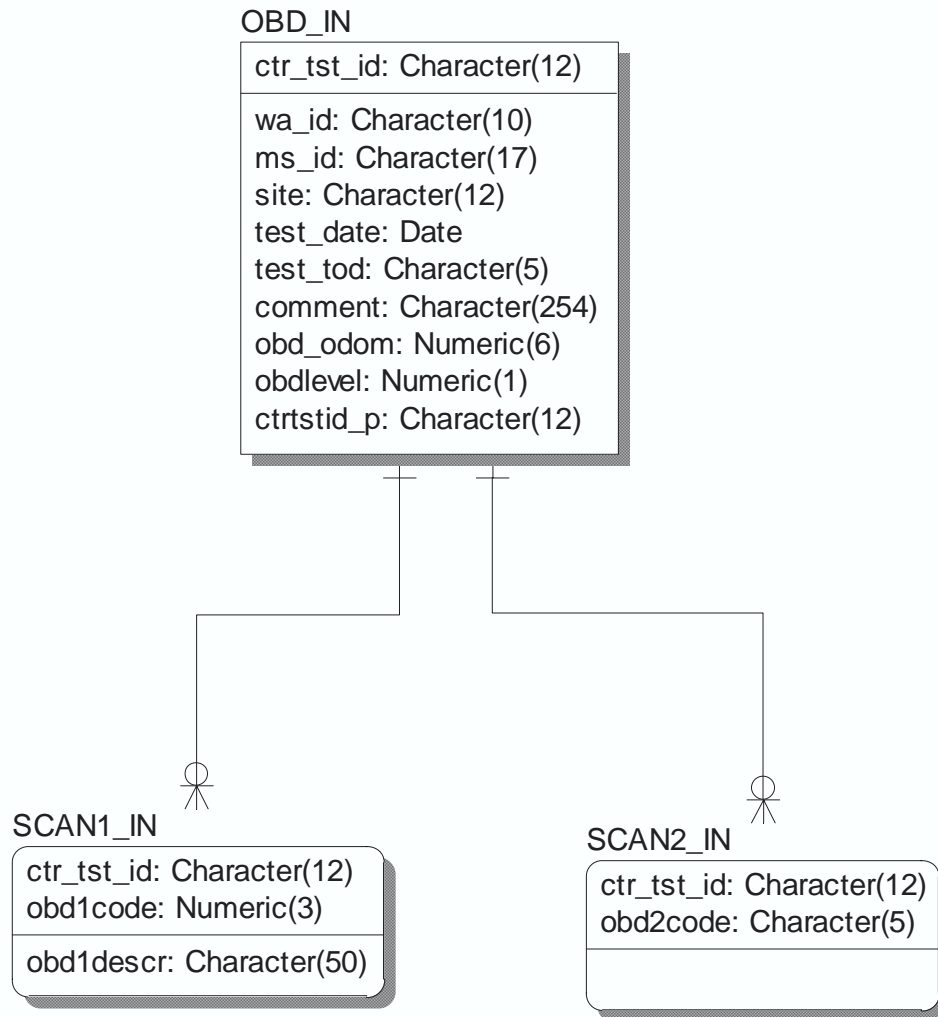 OBD_IN
ctr_tst_id: Character(12)
wa_id: Character(10)
ms_id: Character(17)
site: Character(12)
test_date: Date
test_tod: Character(5)
comment: Character(254)
obd_odom: Numeric(6)
obdlevel: Numeric(1)
ctrtstid_p: Character(12)
SCAN1_IN
ctr_tst_id: Character(12)
obd1code: Numeric(3)
obd1descr: Character(50)
SCAN2_IN
ctr_tst_id: Character(12)
obd2code: Character(5)